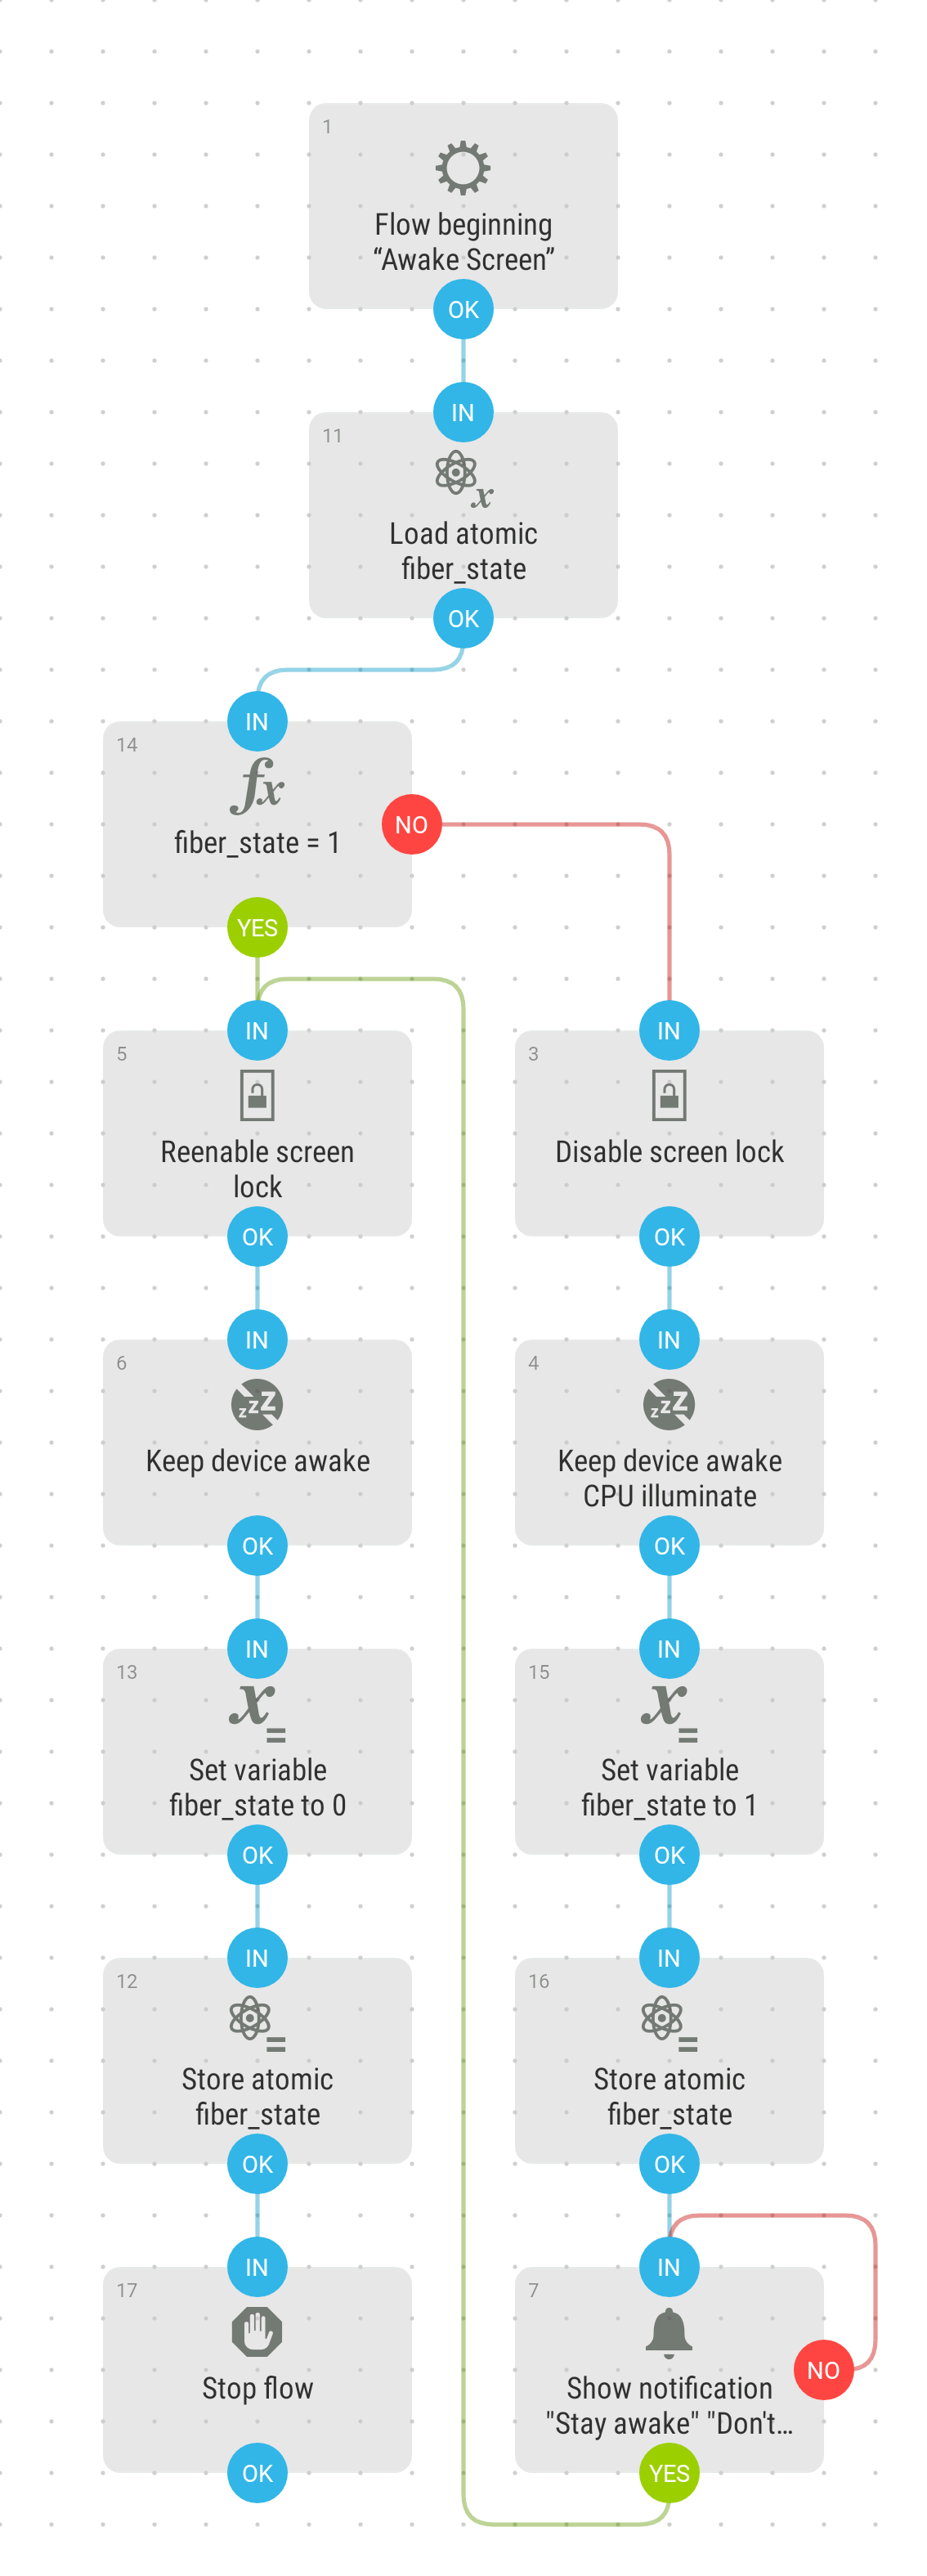 1
Flow beginning
“Awake Screen”
OK
IN
11
x
Load atomic
fiber_state
OK
IN
14
fx
fiber_state = 1
NO
YES
IN
5
Reenable screen
lock
OK
IN
3
Disable screen lock
OK
IN
6
zzZ
Keep device awake
OK
IN
4
zzZ
Keep device awake
CPU illuminate
OK
IN
13
x=
Set variable
fiber_state to 0
OK
IN
15
x=
Set variable
fiber_state to 1
OK
IN
12
=
Store atomic
fiber_state
OK
IN
16
=
Store atomic
fiber_state
OK
IN
17
Stop flow
OK
IN
7
NO
Show notification
"Stay awake" "Don't…
YES